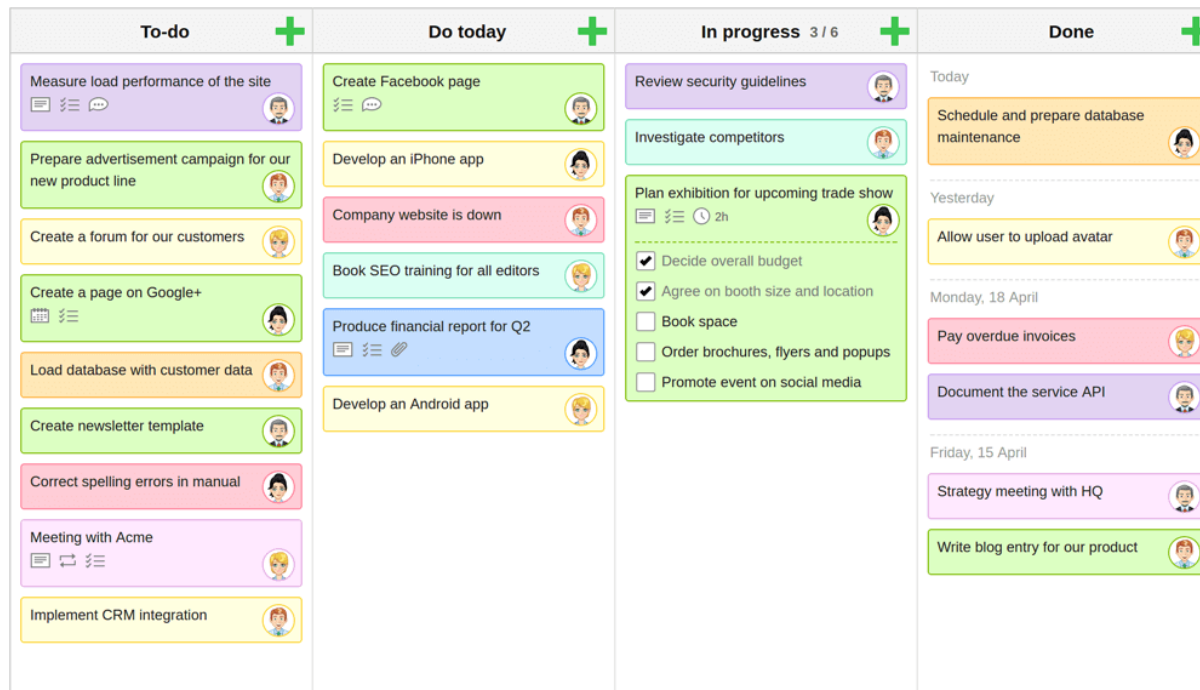 To-do
Measure load performance of the site
Prepare advertisement campaign for our
new product line
Create a forum for our customers
Create a page on Google+
Load database with customer data
Create newsletter template
Correct spelling errors in manual
Meeting with Acme
Implement CRM integration
Do today
Create Facebook page
Develop an iPhone app
Company website is down
Book SEO training for all editors
Produce financial report for Q2
Develop an Android app
In progress 3 / 6
Review security guidelines
Investigate competitors
Plan exhibition for upcoming trade show
2h
Decide overall budget
Agree on booth size and location
Book space
Order brochures, flyers and popups
Promote event on social media
Done
Today
Schedule and prepare database
maintenance
Yesterday
Allow user to upload avatar
Monday, 18 April
Pay overdue invoices
Document the service API
Friday, 15 April
Strategy meeting with HQ
Write blog entry for our product